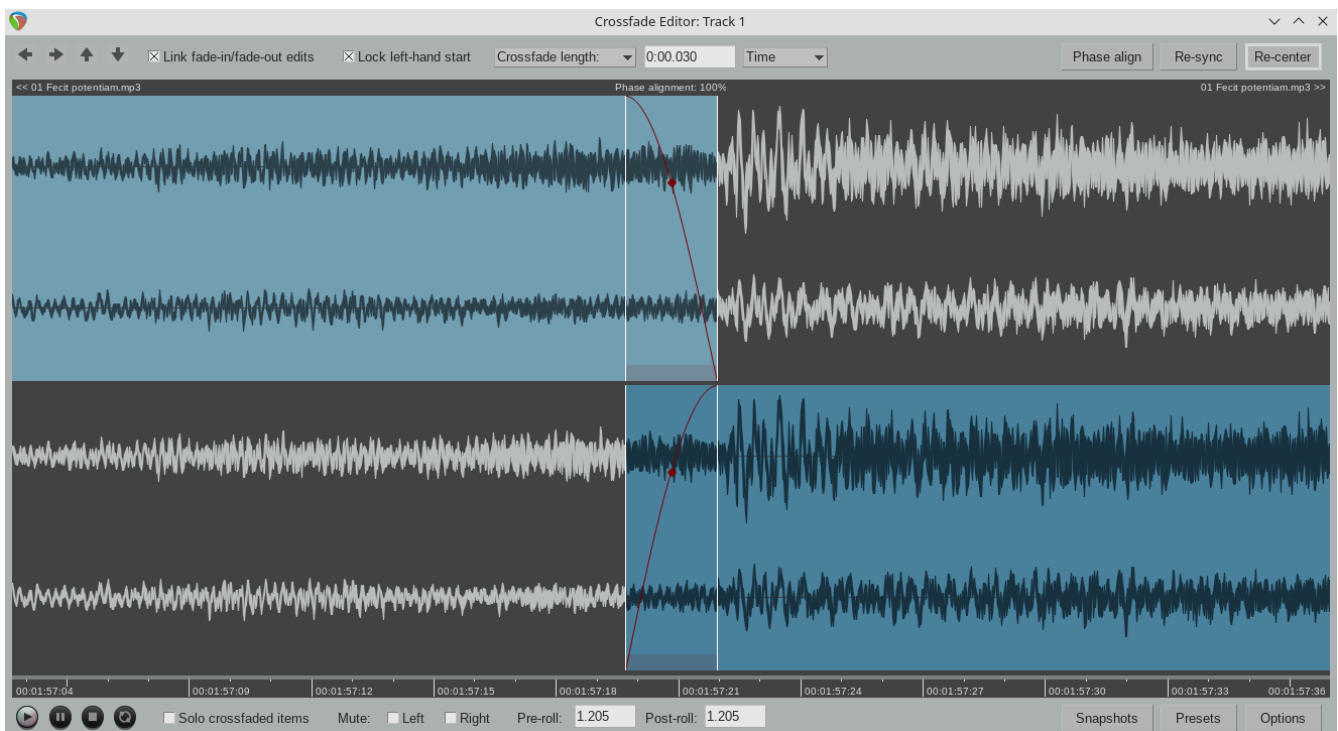 Crossfade Editor: Track 1
Link fade-in/fade-out edits Lock left-hand start Crossfade length: 0:00.030 Time Phase align Re-sync Re-center
<< 01 Fecit potentiam.mp3 Phase alignment: 100% 01 Fecit potentiam.mp3 >>
00:01:57:04 00:01:57:09 00:01:57:12 00:01:57:15 00:01:57:18 00:01:57:21 00:01:57:24 00:01:57:27 00:01:57:30 00:01:57:33 00:01:57:36
Solo crossfaded items Mute: Left Right Pre-roll: 1.205 Post-roll: 1.205 Snapshots Presets Options